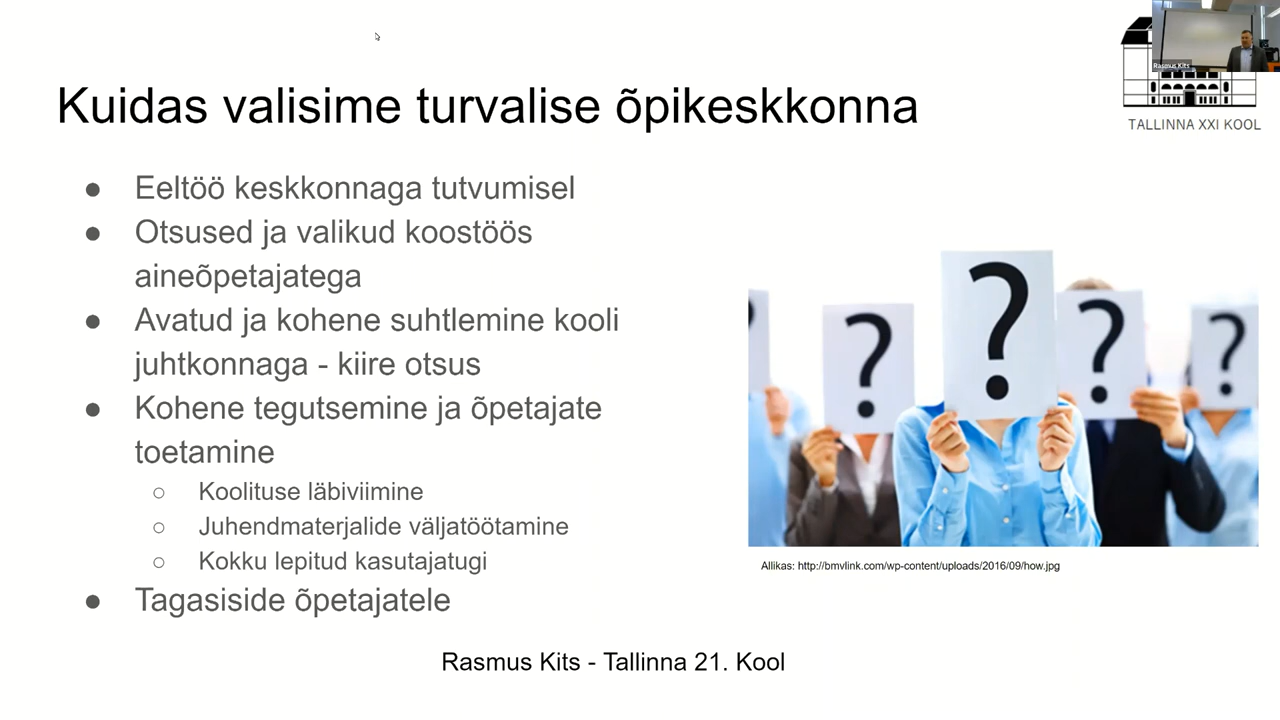 Rasmus Kits
TALLINNA XXI KOOL
Kuidas valisime turvalise õpikeskkonna
● Eeltöö keskkonnaga tutvumisel
● Otsused ja valikud koostöös
aineõpetajatega
● Avatud ja kohene suhtlemine kooli
juhtkonnaga - kiire otsus
● Kohene tegutsemine ja õpetajate
toetamine
○ Koolituse läbiviimine
○ Juhendmaterjalide väljatöötamine
○ Kokku lepitud kasutajatugi
● Tagasiside õpetajatele
? ? ? ?
Allikas: http://bmvlink.com/wp-content/uploads/2016/09/how.jpg
Rasmus Kits - Tallinna 21. Kool